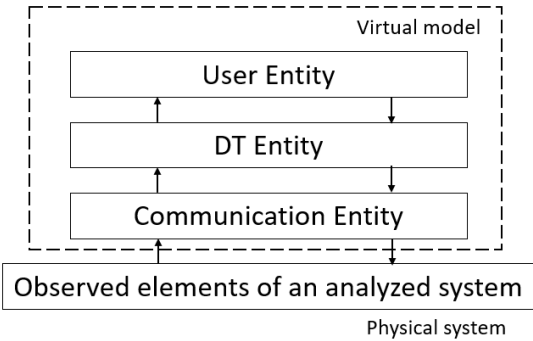 Virtual model
User Entity
DT Entity
Communication Entity
Observed elements of an analyzed system
Physical system